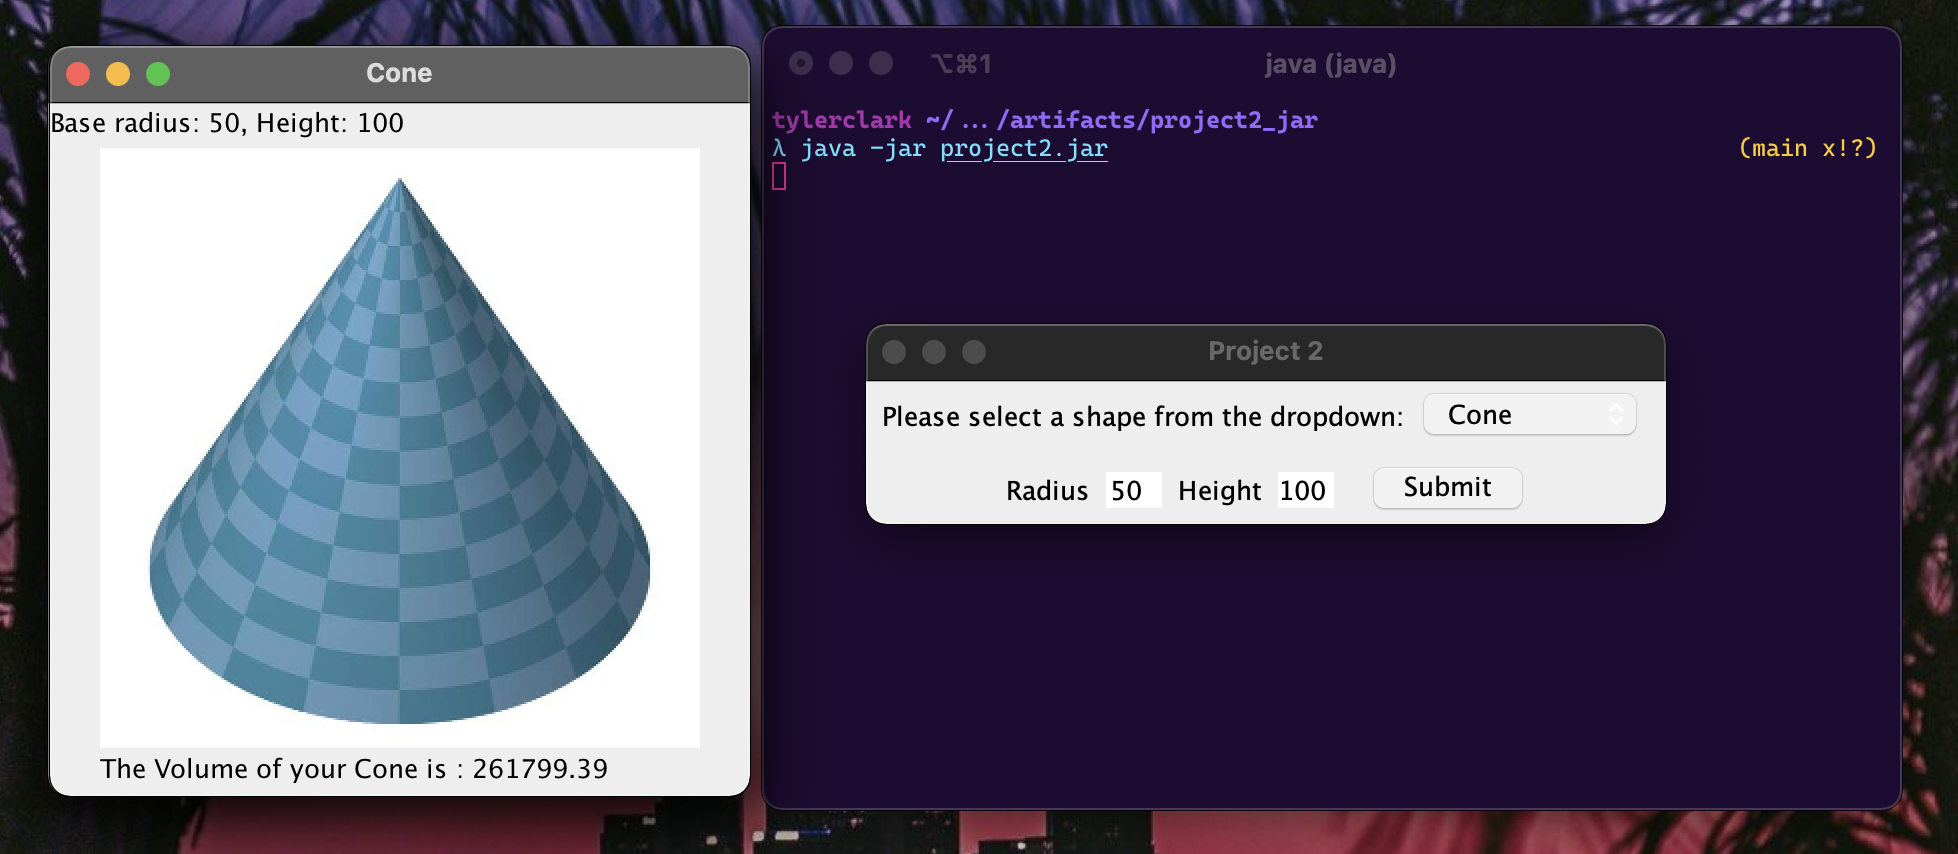 Cone
Base radius: 50, Height: 100
The Volume of your Cone is : 261799.39
⌥⌘1 java (java)
tylerclark ~/ … /artifacts/project2_jar
λ java -jar project2.jar (main x!?)
Project 2
Please select a shape from the dropdown: Cone
Radius 50 Height 100 Submit